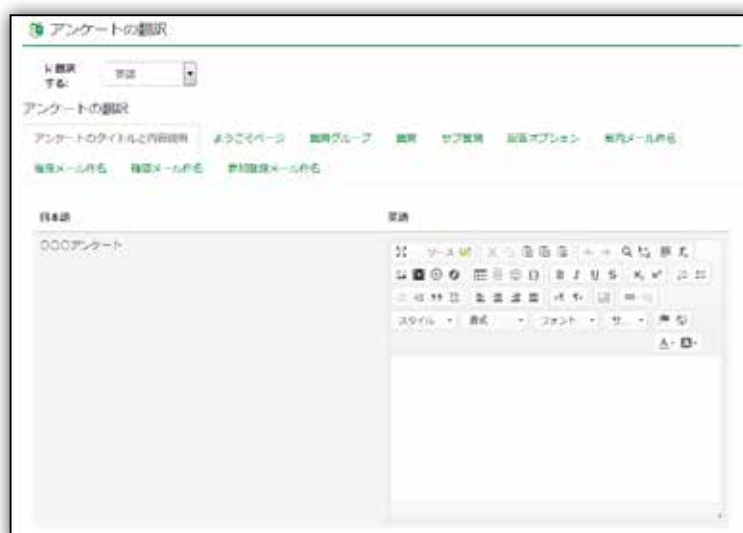 アンケートの翻訳
に翻訳する: 英語
アンケートの翻訳
アンケートのタイトルと内容説明 ようこそページ 質問グループ 質問 サブ質問 回答オプション 案内メール件名
催促メール件名 確認メール件名 参加登録メール件名
日本語 英語
○○○アンケート
ソース
B I U S
スタイル 書式 フォント サ...
A A